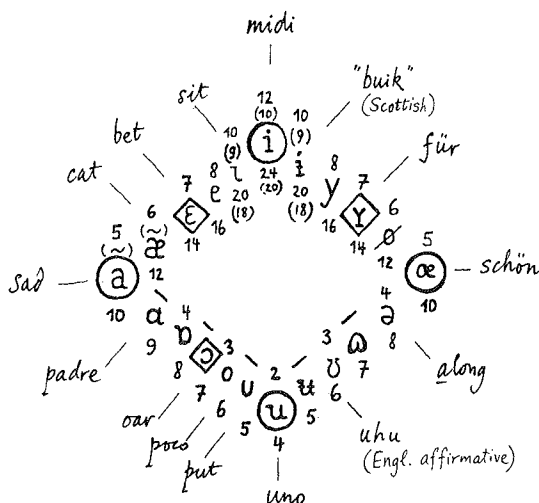 midi
"buik"
(Scottish)
sit
12
(10)
10
(9)
10
(9)
bet
i
für
cat
8
ɩ
24
(20)
ɨ
8
7
e
20
(18)
20
(18)
y
7
6
ɛ
16
16
Y
6
5
(~)
(~)
æ
14
14
ø
5
sad
a
12
12
œ
schön
10
ɑ
4
10
9
4
ɒ
ə
8
padre
8
ɔ
3
3
ɷ
7
along
oar
7
o
2
ʊ
6
poco
6
U
u
ʉ
5
uhu
(Engl. affirmative)
put
5
4
uno